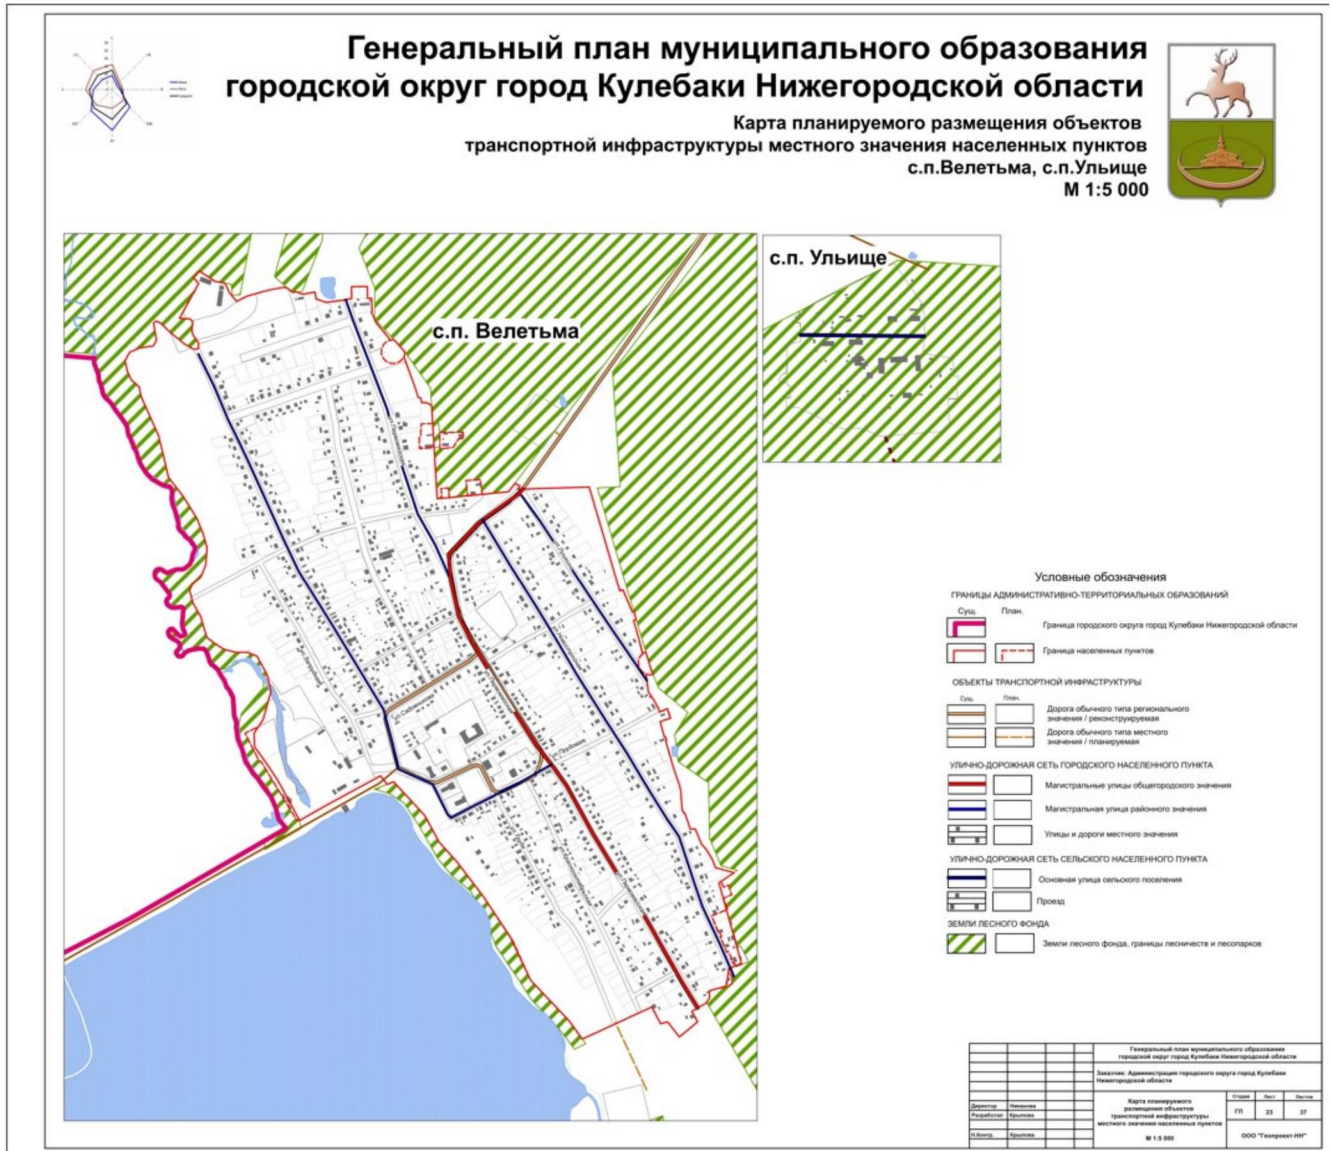 Генеральный план муниципального образования
городской округ город Кулебаки Нижегородской области
Карта планируемого размещения объектов
транспортной инфраструктуры местного значения населенных пунктов
с.п.Велетьма, с.п.Ульище
М 1:5 000
с.п. Ульище
с.п. Велетьма
Условные обозначения
ГРАНИЦЫ АДМИНИСТРАТИВНО-ТЕРРИТОРИАЛЬНЫХ ОБРАЗОВАНИЙ
Сущ. План.
Граница городского округа город Кулебаки Нижегородской области
Граница населенных пунктов
ОБЪЕКТЫ ТРАНСПОРТНОЙ ИНФРАСТРУКТУРЫ
Сущ. План.
Дорога обычного типа регионального
значения / реконструируемая
Дорога обычного типа местного
значения / планируемая
УЛИЧНО-ДОРОЖНАЯ СЕТЬ ГОРОДСКОГО НАСЕЛЕННОГО ПУНКТА
Магистральные улицы общегородского значения
Магистральная улица районного значения
Улицы и дороги местного значения
УЛИЧНО-ДОРОЖНАЯ СЕТЬ СЕЛЬСКОГО НАСЕЛЕННОГО ПУНКТА
Основная улица сельского поселения
Проезд
ЗЕМЛИ ЛЕСНОГО ФОНДА
Земли лесного фонда, границы лесничеств и лесопарков
Генеральный план муниципального образования
городской округ город Кулебаки Нижегородской области
Заказчик: Администрация городского округа город Кулебаки
Нижегородской области
Директор
Разработал Крылова
Н.Контр. Крылова
Карта планируемого
размещения объектов
транспортной инфраструктуры
местного значения населенных пунктов
М 1:5 000
Стадия Лист Листов
ГП 23 37
ООО "Геопроект-НН"